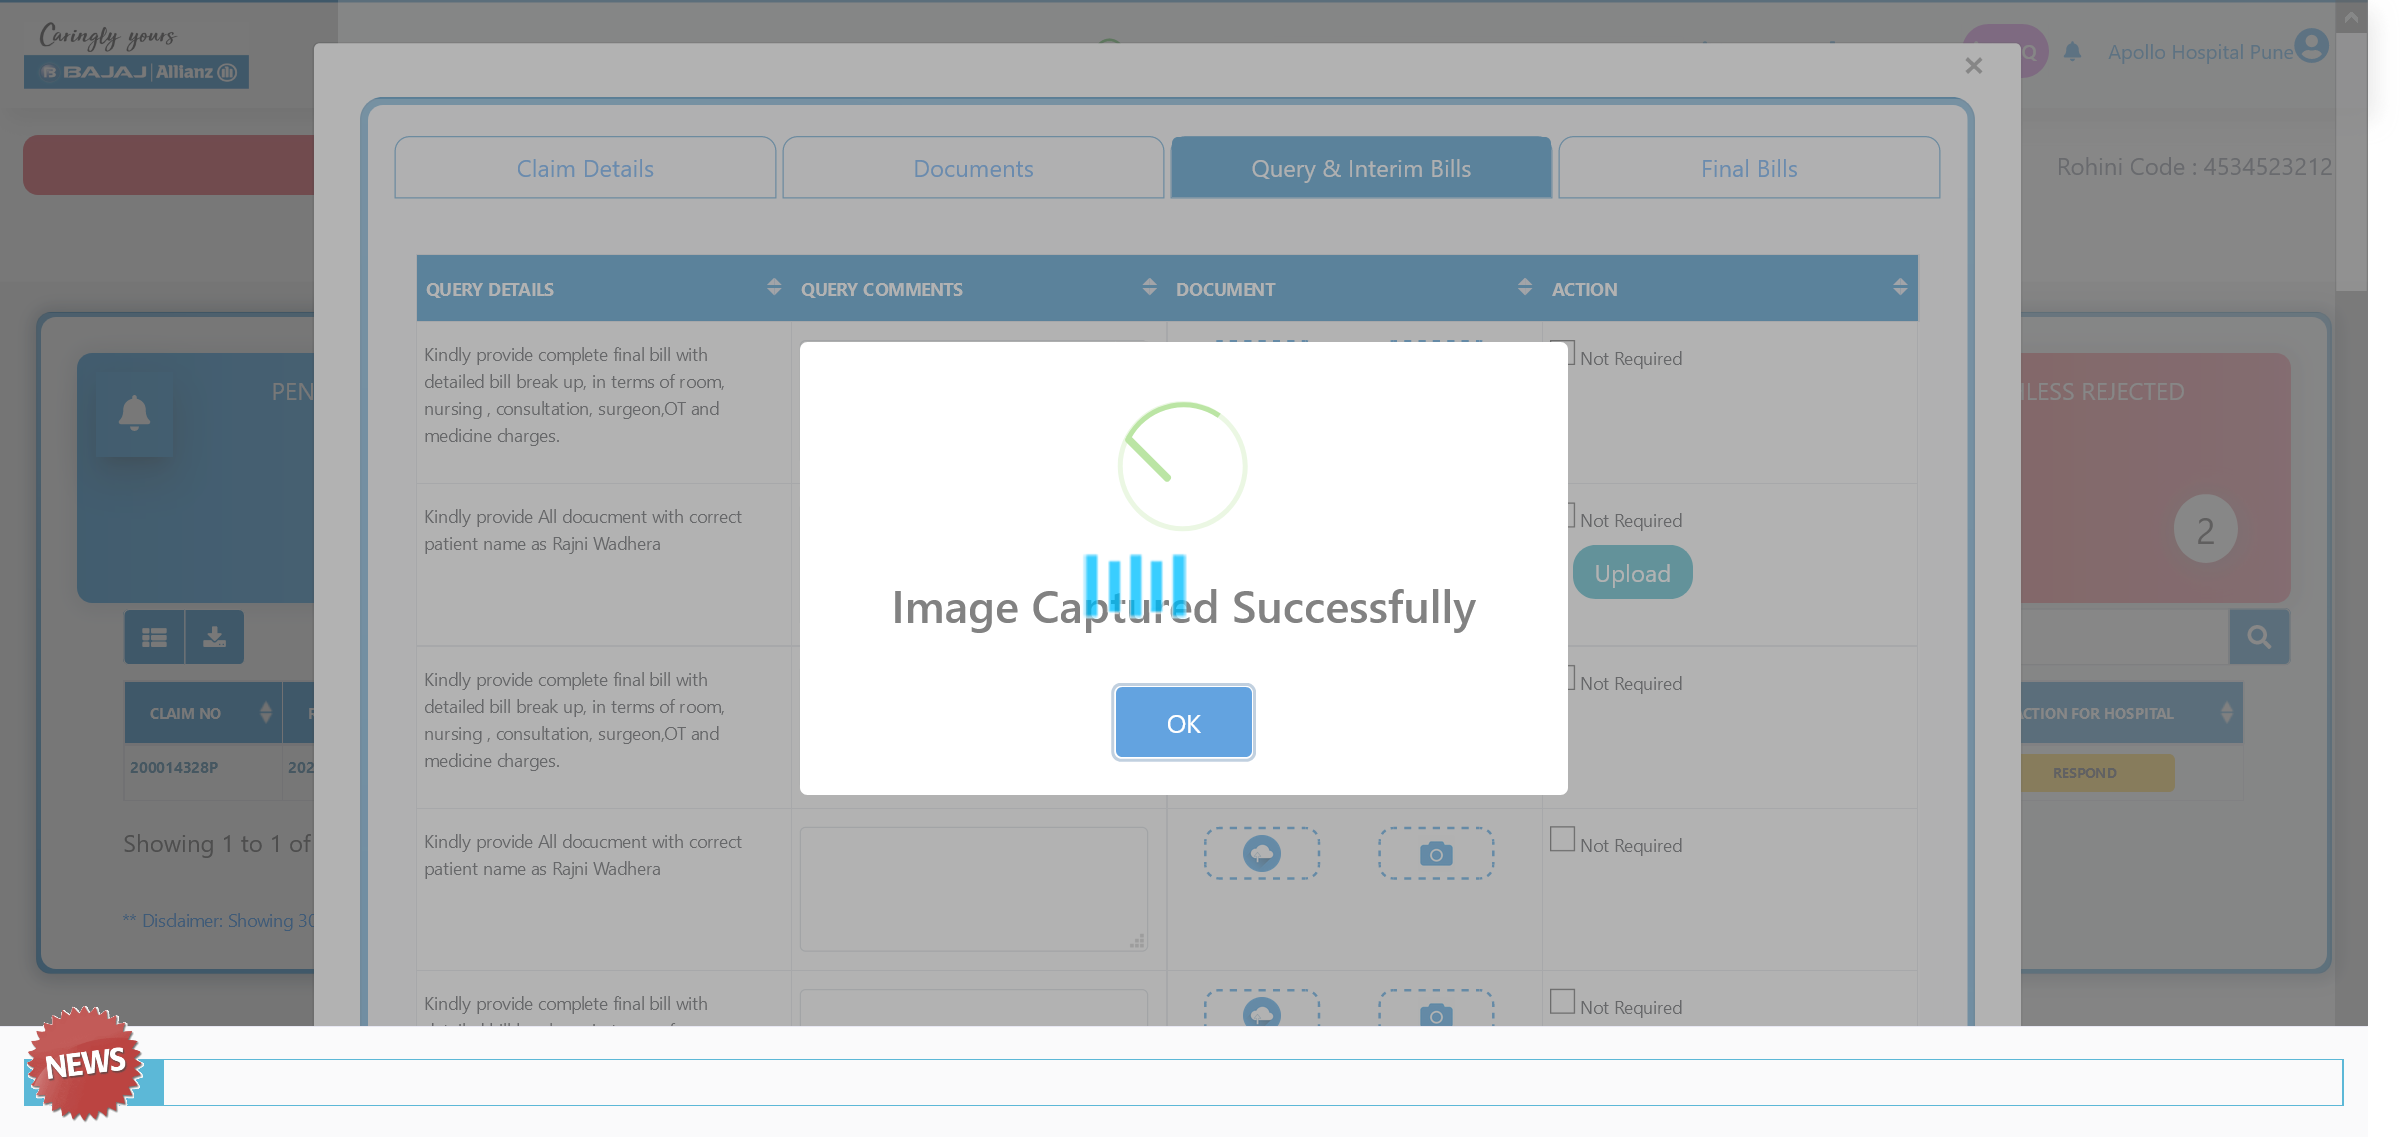 Caringly yours
BAJAJ | Allianz
Q
Apollo Hospital Pune
×
Claim Details
Documents
Query & Interim Bills
Final Bills
Rohini Code : 4534523212
QUERY DETAILS
QUERY COMMENTS
DOCUMENT
ACTION
Kindly provide complete final bill with
detailed bill break up, in terms of room,
nursing , consultation, surgeon,OT and
medicine charges.
Not Required
PEN
LESS REJECTED
2
Kindly provide All docucment with correct
patient name as Rajni Wadhera
Not Required
Upload
Image Captured Successfully
OK
Kindly provide complete final bill with
detailed bill break up, in terms of room,
nursing , consultation, surgeon,OT and
medicine charges.
Not Required
CLAIM NO
CTION FOR HOSPITAL
200014328P
202
RESPOND
Showing 1 to 1 of
Kindly provide All docucment with correct
patient name as Rajni Wadhera
Not Required
** Disclaimer: Showing 30
Kindly provide complete final bill with
Not Required
NEWS